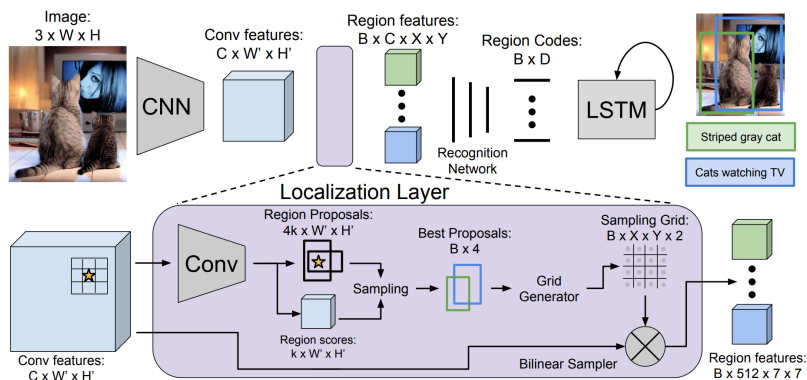 Image:
3 x W x H
CNN
Conv features:
C x W' x H'
Region features:
B x C x X x Y
Recognition
Network
Region Codes:
B x D
LSTM
Striped gray cat
Cats watching TV
Localization Layer
Conv features:
C x W' x H'
Conv
Region Proposals:
4k x W' x H'
Region scores:
k x W' x H'
Sampling
Best Proposals:
B x 4
Grid
Generator
Sampling Grid:
B x X x Y x 2
Bilinear Sampler
Region features:
B x 512 x 7 x 7